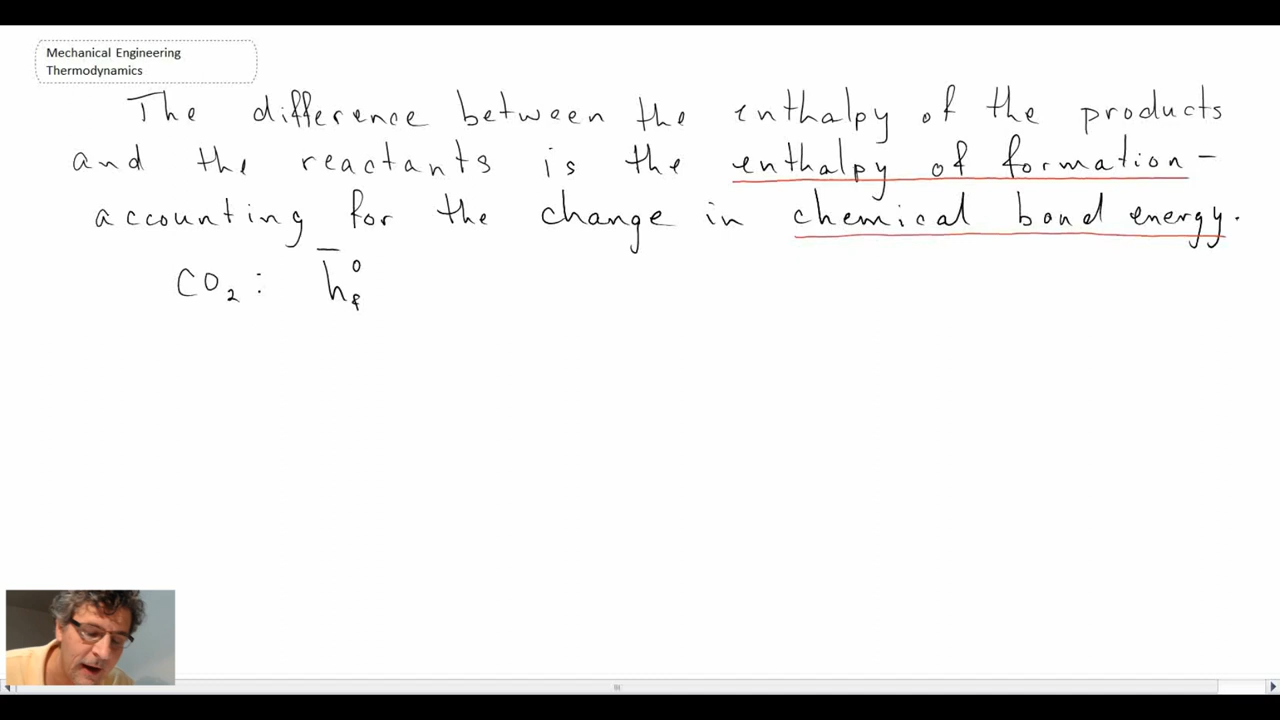 Mechanical Engineering
Thermodynamics
The difference between the enthalpy of the products
and the reactants is the enthalpy of formation –
accounting for the change in chemical bond energy.
CO₂ : h̅f⁰